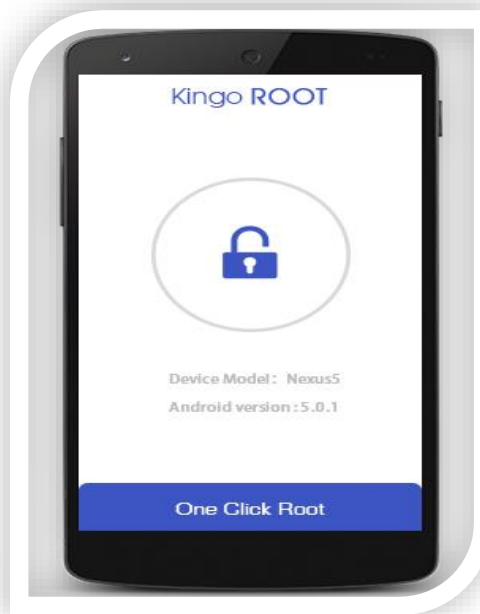 Kingo ROOT
Device Model: Nexus5
Android version : 5.0.1
One Click Root